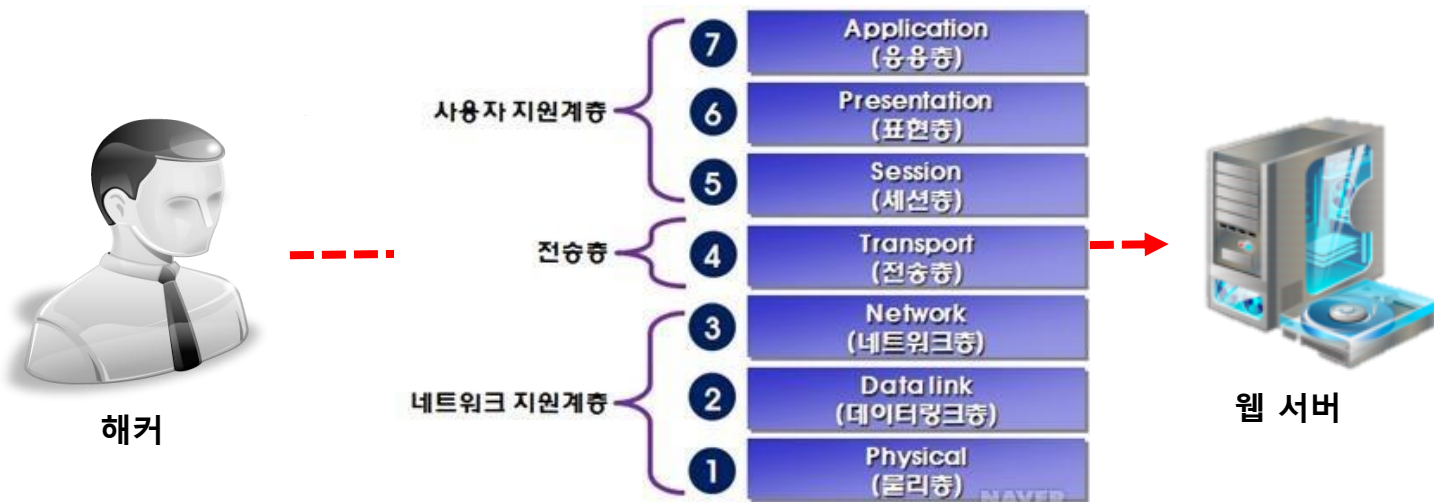 7
Application
(응용층)
사용자 지원계층
6
Presentation
(표현층)
5
Session
(세션층)
전송층
4
Transport
(전송층)
3
Network
(네트워크층)
네트워크 지원계층
2
Data link
(데이터링크층)
1
Physical
(물리층)
NAVER
해커
웹 서버